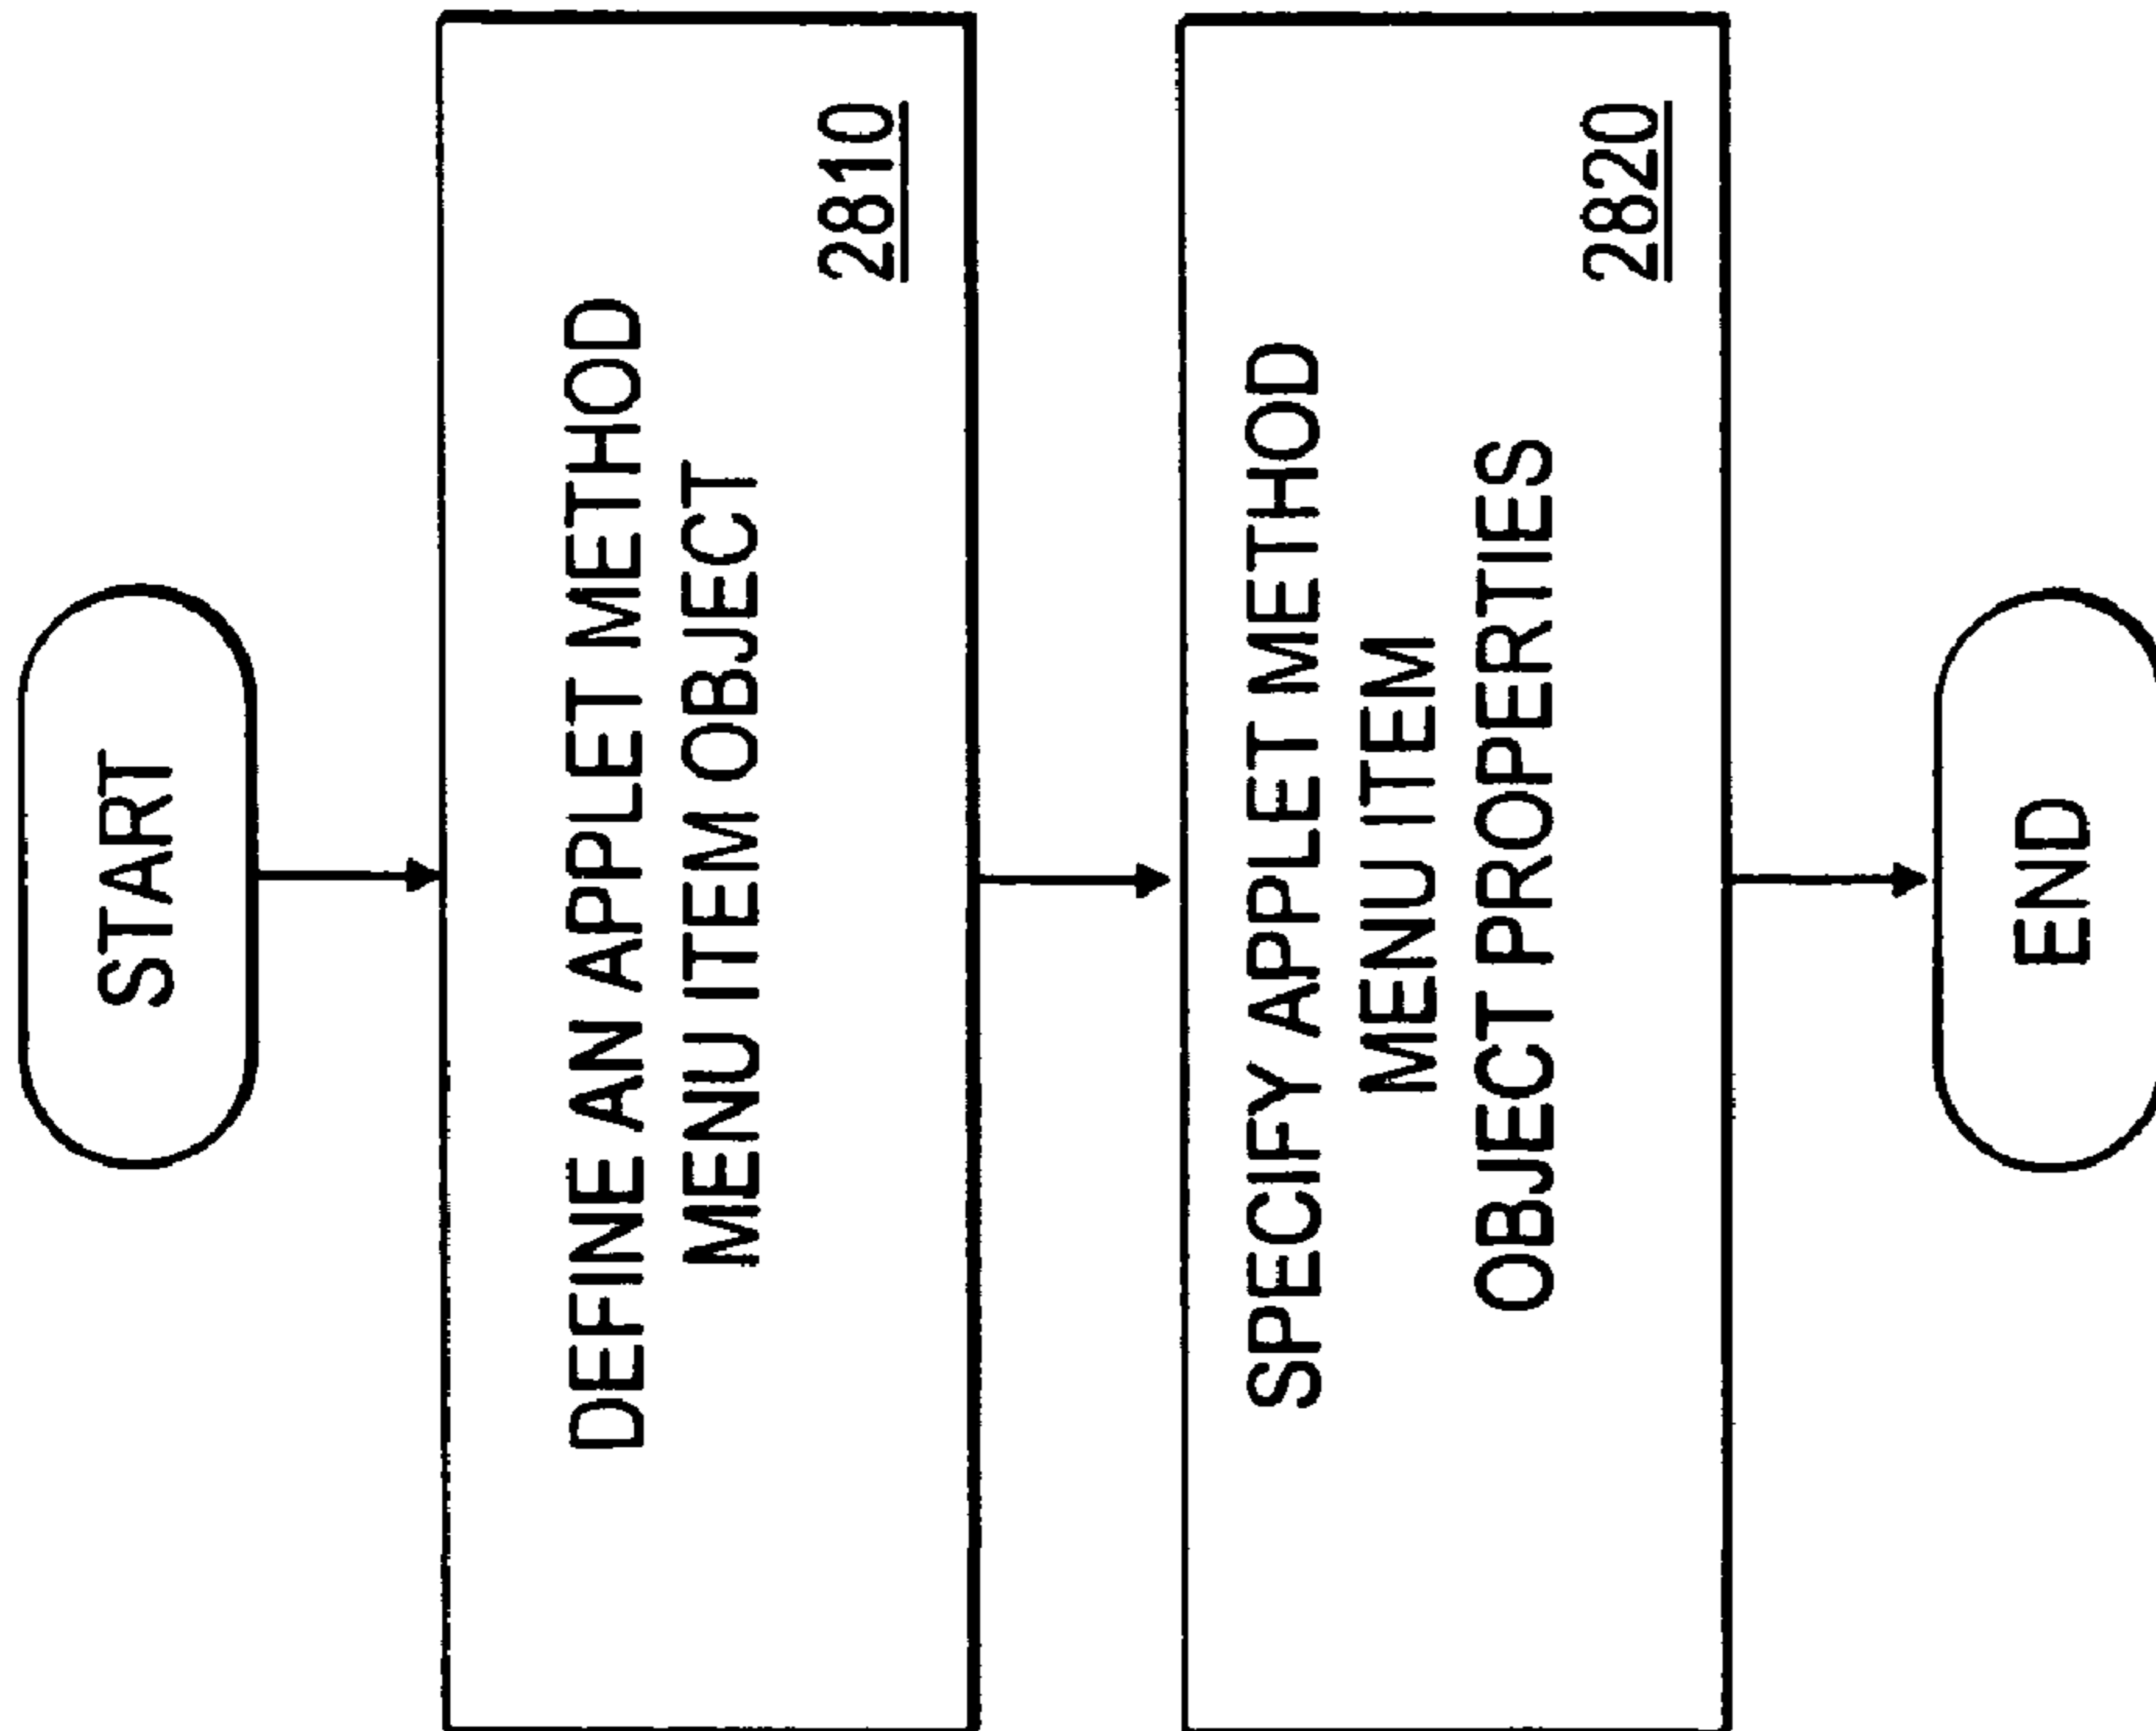 START
DEFINE AN APPLET METHOD
MENU ITEM OBJECT
2810
SPECIFY APPLET METHOD
MENU ITEM
OBJECT PROPERTIES
2820
END